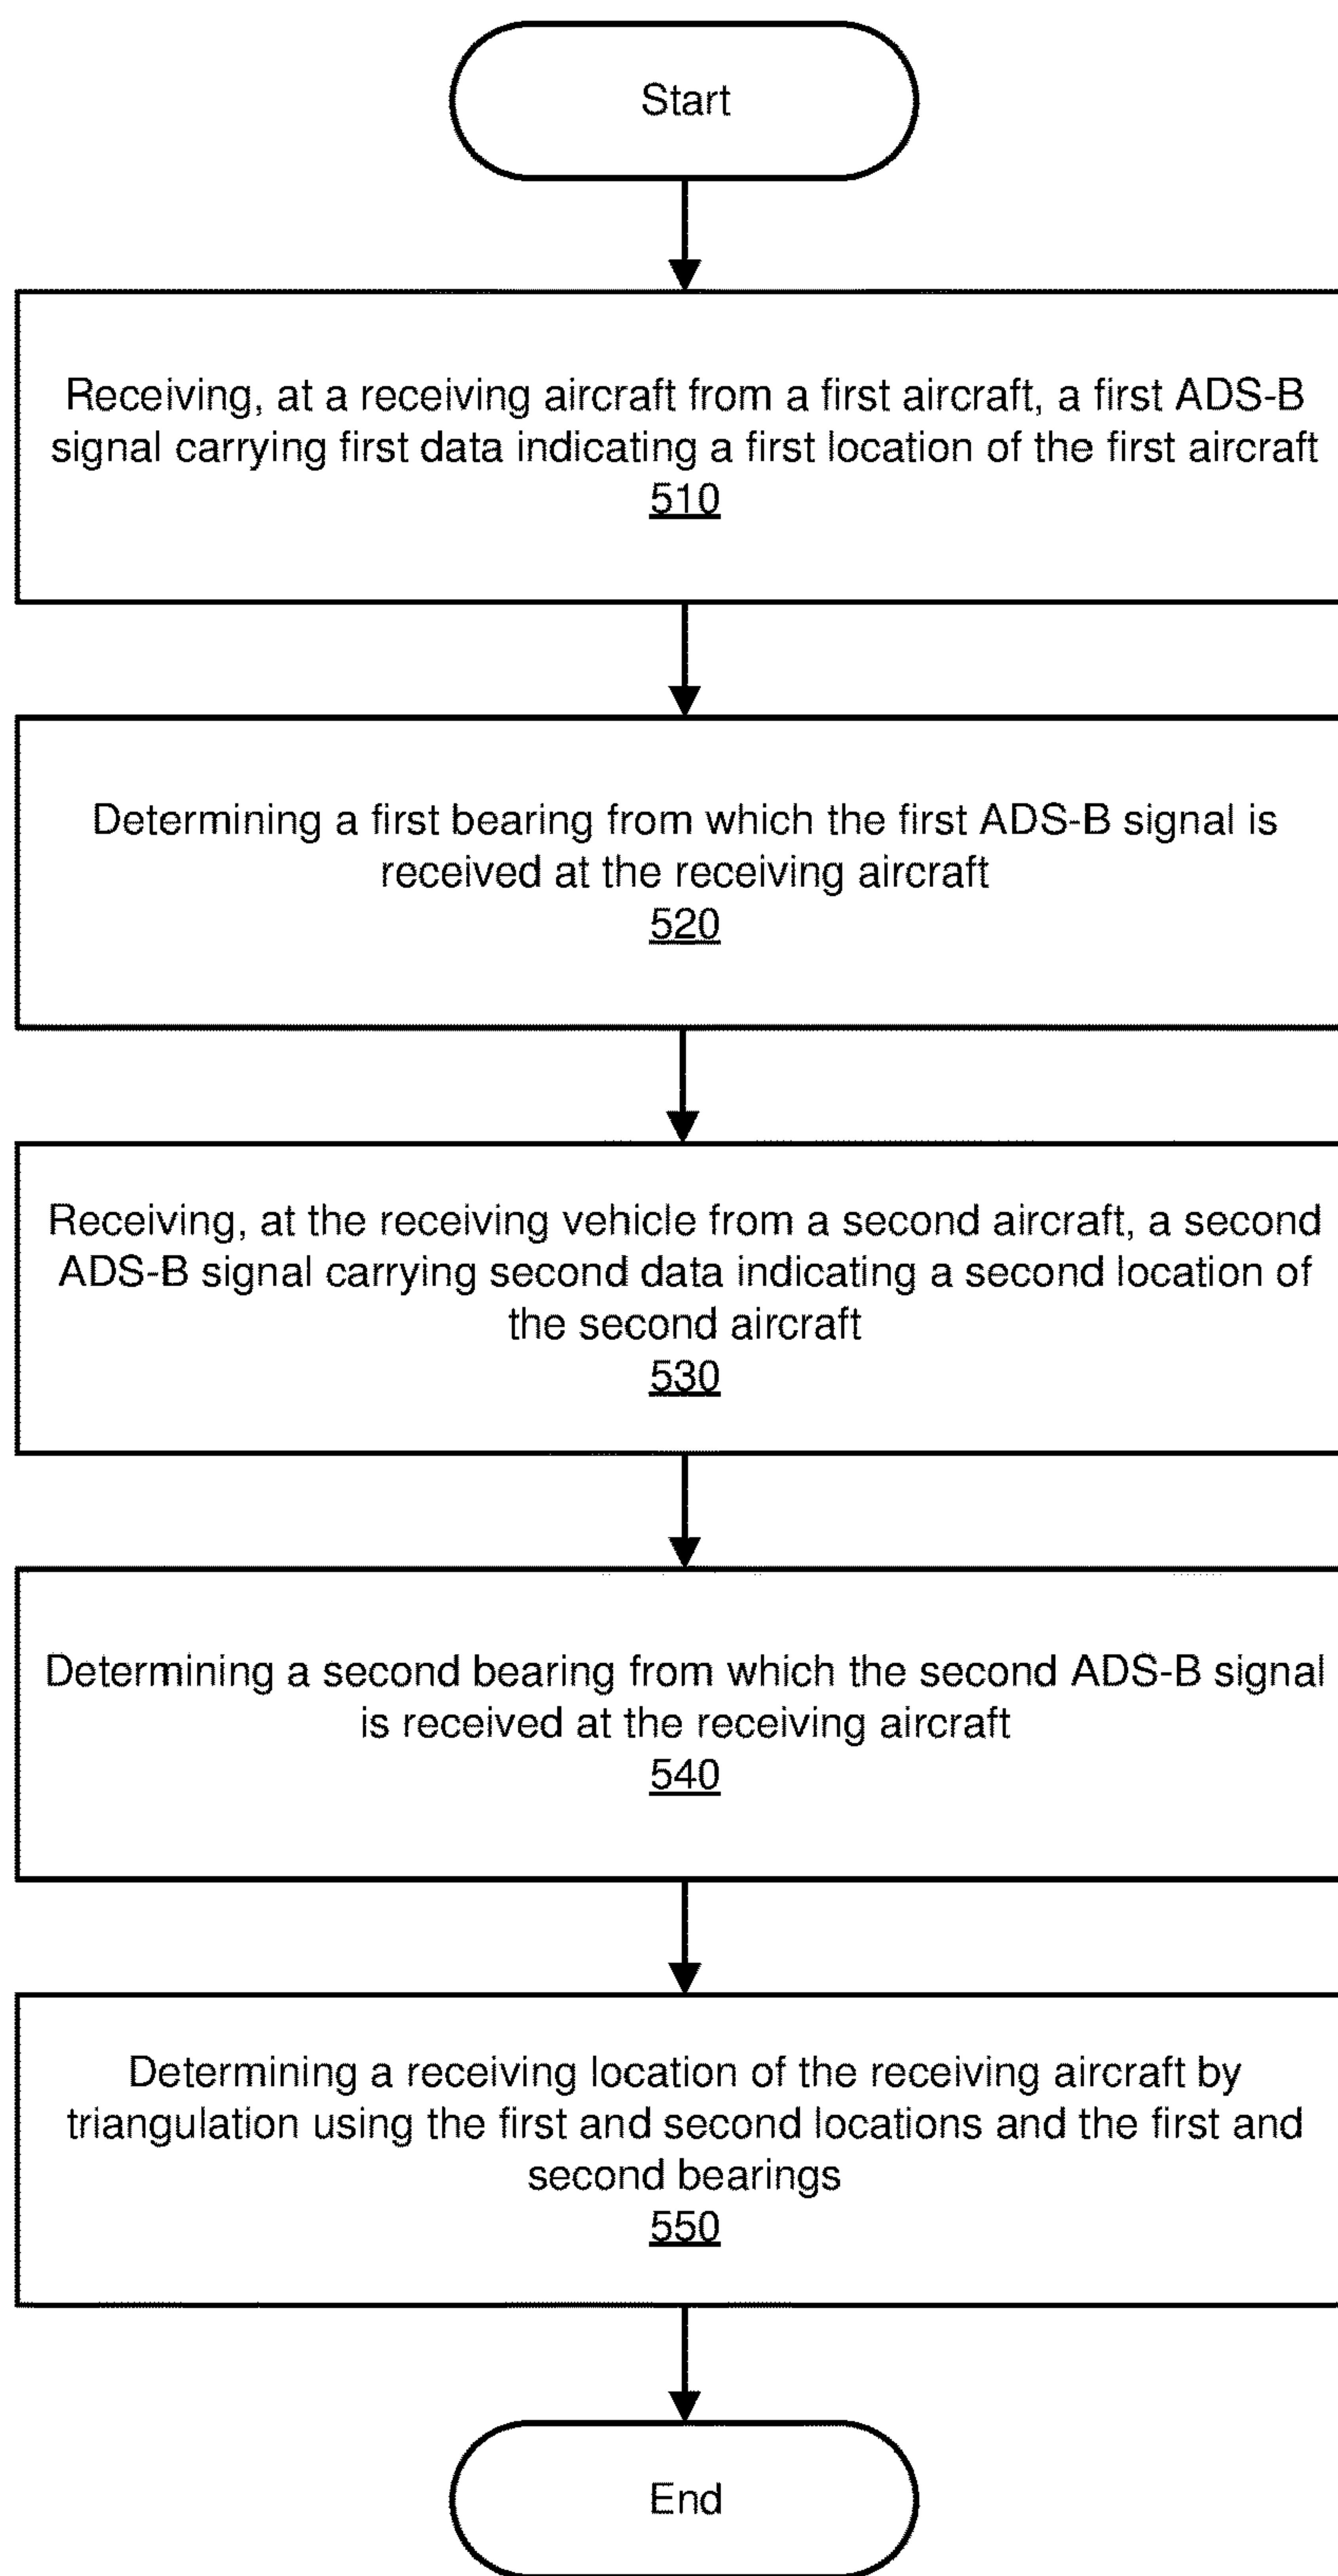 Start
Receiving, at a receiving aircraft from a first aircraft, a first ADS-B
signal carrying first data indicating a first location of the first aircraft
510
Determining a first bearing from which the first ADS-B signal is
received at the receiving aircraft
520
Receiving, at the receiving vehicle from a second aircraft, a second
ADS-B signal carrying second data indicating a second location of
the second aircraft
530
Determining a second bearing from which the second ADS-B signal
is received at the receiving aircraft
540
Determining a receiving location of the receiving aircraft by
triangulation using the first and second locations and the first and
second bearings
550
End